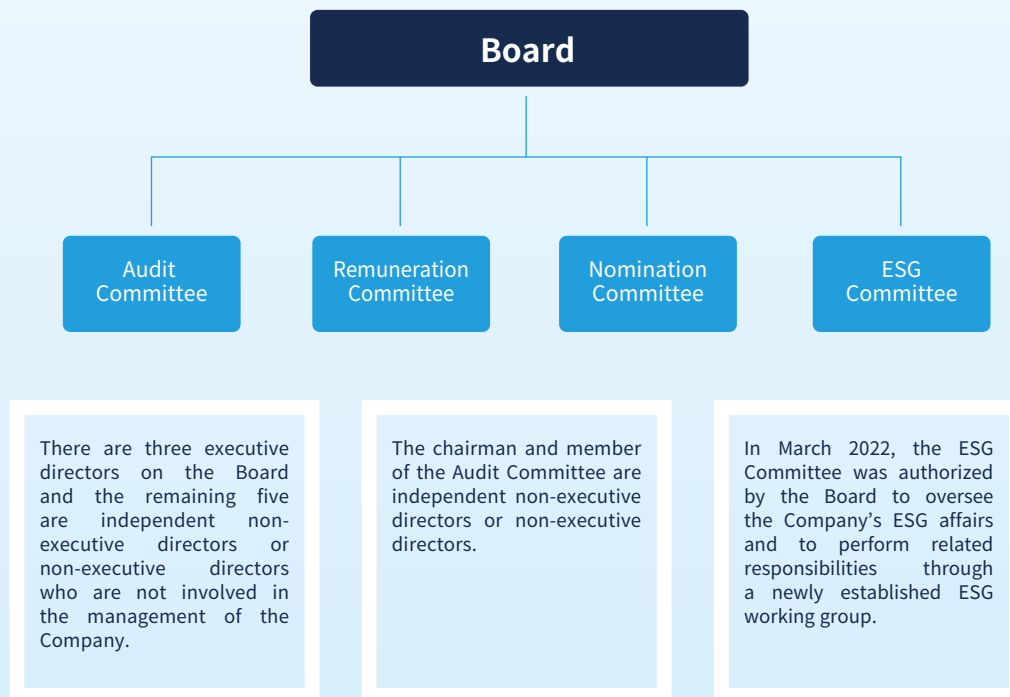 Board
Audit
Committee
Remuneration
Committee
Nomination
Committee
ESG
Committee
There are three executive
directors on the Board
and the remaining five
are independent non-
executive directors or
non-executive directors
who are not involved in
the management of the
Company.
The chairman and member
of the Audit Committee are
independent non-executive
directors or non-executive
directors.
In March 2022, the ESG
Committee was authorized
by the Board to oversee
the Company’s ESG affairs
and to perform related
responsibilities through
a newly established ESG
working group.